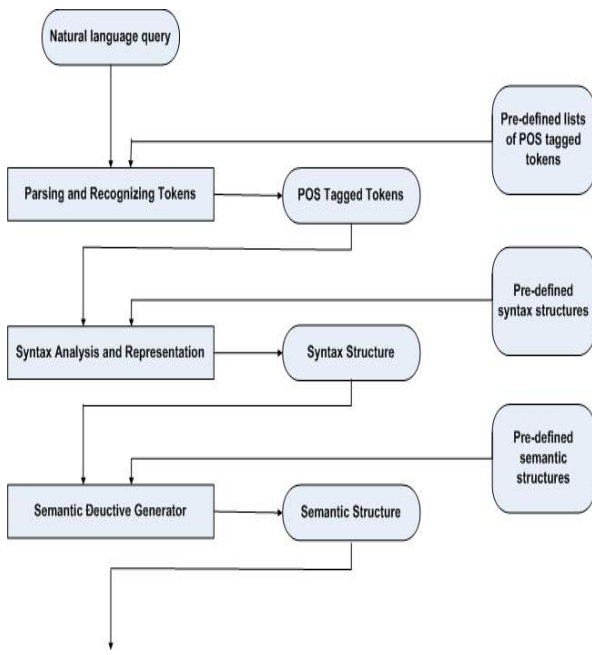 Natural language query
Pre-defined lists
of POS tagged
tokens
Parsing and Recognizing Tokens
POS Tagged Tokens
Pre-defined
syntax structures
Syntax Analysis and Representation
Syntax Structure
Pre-defined
semantic
structures
Semantic Đeuctive Generator
Semantic Structure